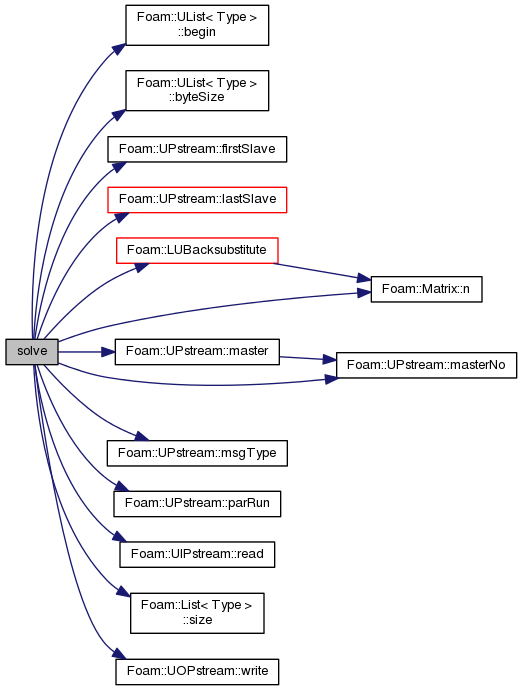 Foam::UList< Type >
::begin
Foam::UList< Type >
::byteSize
Foam::UPstream::firstSlave
Foam::UPstream::lastSlave
Foam::LUBacksubstitute
Foam::Matrix::n
solve
Foam::UPstream::master
Foam::UPstream::masterNo
Foam::UPstream::msgType
Foam::UPstream::parRun
Foam::UIPstream::read
Foam::List< Type >
::size
Foam::UOPstream::write